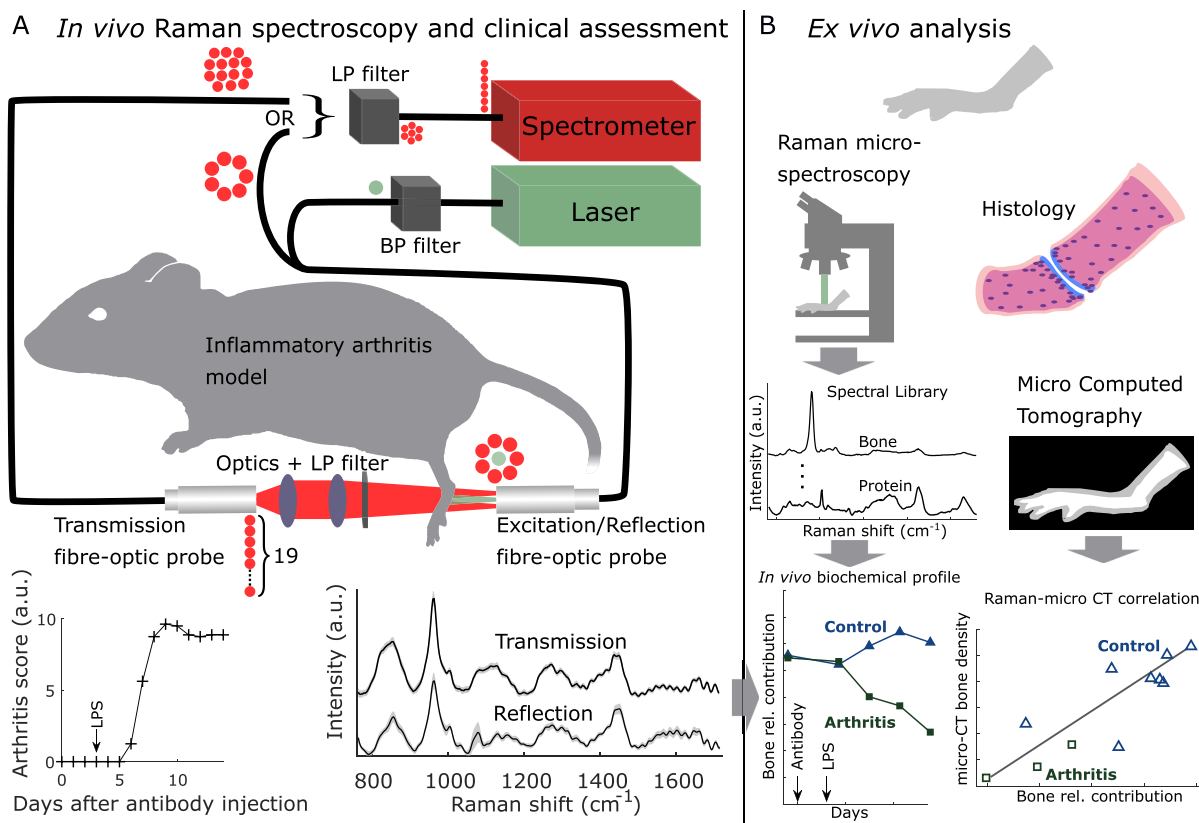 A In vivo Raman spectroscopy and clinical assessment
LP filter
OR
Spectrometer
Laser
BP filter
Inflammatory arthritis
model
Optics + LP filter
Transmission
fibre-optic probe
19
Excitation/Reflection
fibre-optic probe
Arthritis score (a.u.)
10
5
0
LPS
0
5
10
Days after antibody injection
Intensity (a.u.)
Transmission
Reflection
800
1000
1200
1400
1600
Raman shift (cm-1)
B Ex vivo analysis
Raman micro-
spectroscopy
Histology
Spectral Library
Intensity (a.u.)
Bone
Protein
Raman shift (cm-1)
Micro Computed
Tomography
In vivo biochemical profile
Bone rel. contribution
Control
Arthritis
Antibody
LPS
Days
Raman-micro CT correlation
micro-CT bone density
Control
Arthritis
Bone rel. contribution